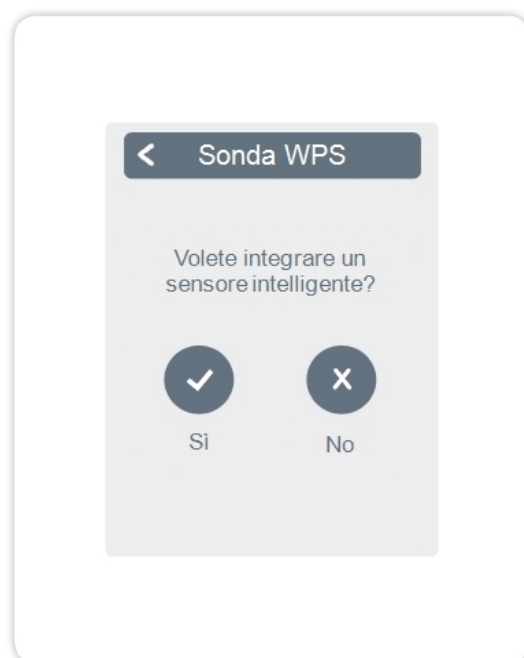 Sonda WPS
Volete integrare un
sensore intelligente?
Sì
No